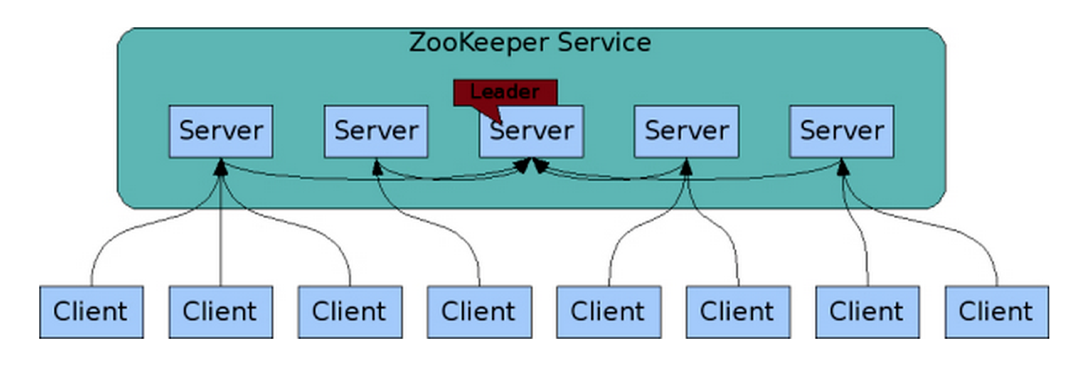 ZooKeeper Service
Leader
Server Server Server Server Server
Client Client Client Client Client Client Client Client